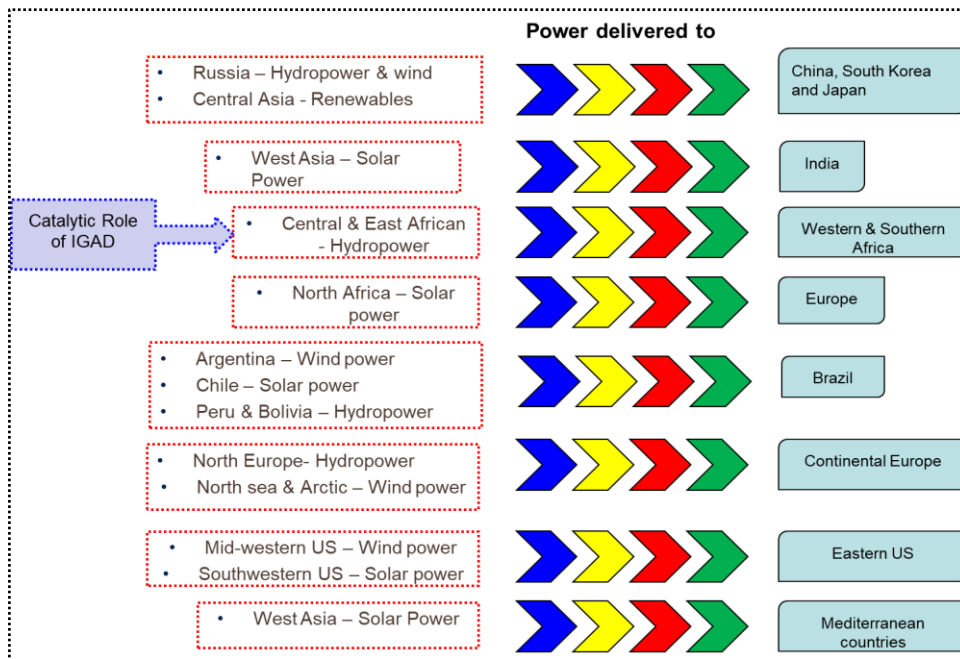 Power delivered to
• Russia – Hydropower & wind
• Central Asia - Renewables
China, South Korea
and Japan
• West Asia – Solar
Power
India
Catalytic Role
of IGAD
• Central & East African
- Hydropower
Western & Southern
Africa
• North Africa – Solar
power
Europe
• Argentina – Wind power
• Chile – Solar power
• Peru & Bolivia – Hydropower
Brazil
• North Europe- Hydropower
• North sea & Arctic – Wind power
Continental Europe
• Mid-western US – Wind power
• Southwestern US – Solar power
Eastern US
• West Asia – Solar Power
Mediterranean
countries